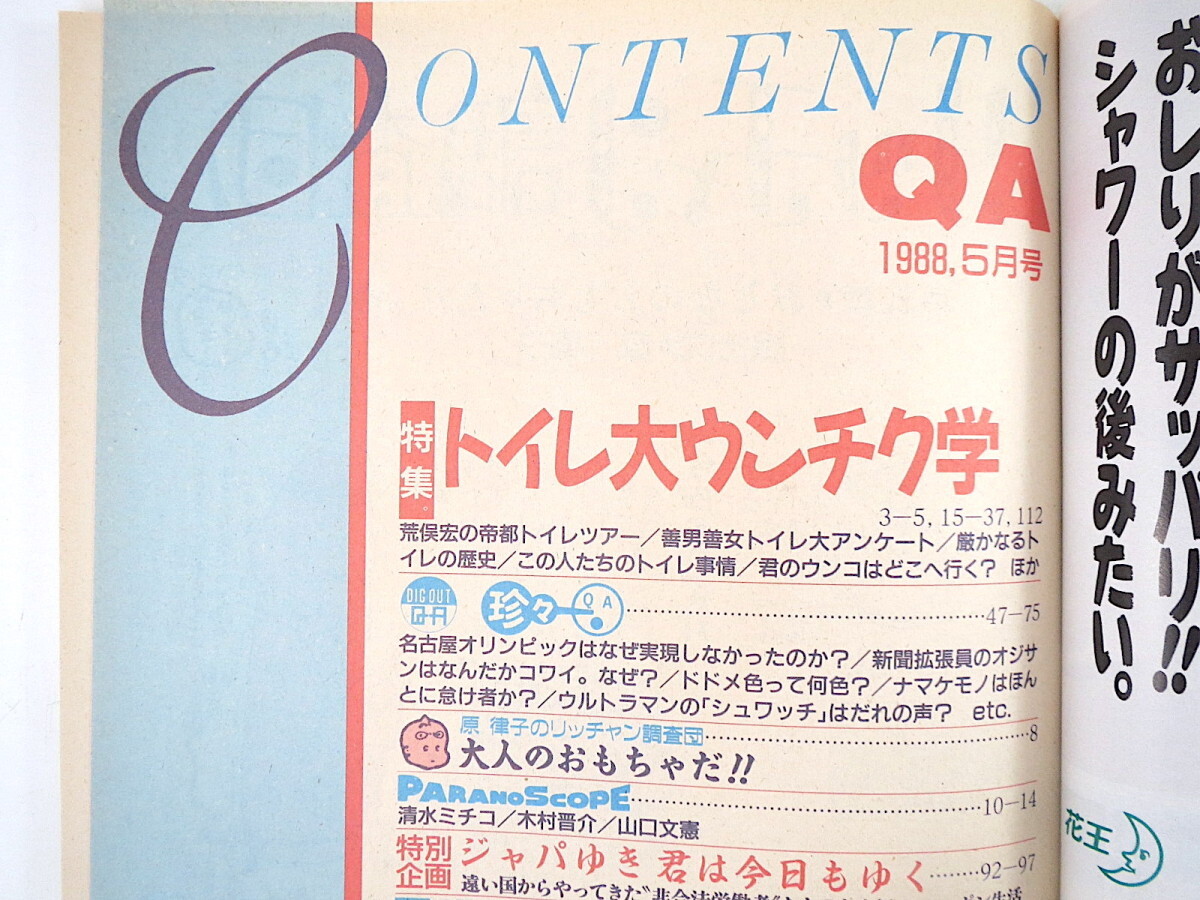 CONTENTS
QA
1988,5月号
特集。
トイレ大ウンチク学
3−5, 15−37, 112
荒俣宏の帝都トイレツアー／善男善女トイレ大アンケート／厳かなるト
イレの歴史／この人たちのトイレ事情／君のウンコはどこへ行く? ほか
DIG OUT Q-A 珍々QA 47−75
名古屋オリンピックはなぜ実現しなかったのか?／新聞拡張員のオジサ
ンはなんだかコワイ。なぜ?／ドドメ色って何色?／ナマケモノはほん
とに怠け者か?／ウルトラマンの「シュワッチ」はだれの声? etc.
原 律子のリッチャン調査団 8
大人のおもちゃだ!!
PARANOSCOPE 10−14
清水ミチコ／木村晋介／山口文憲
特別企画 ジャパゆき君は今日もゆく 92−97
遠い国からやってきた〝非合法労働者〟
おしりがサッパリ!!
シャワーの後みたい。
花王